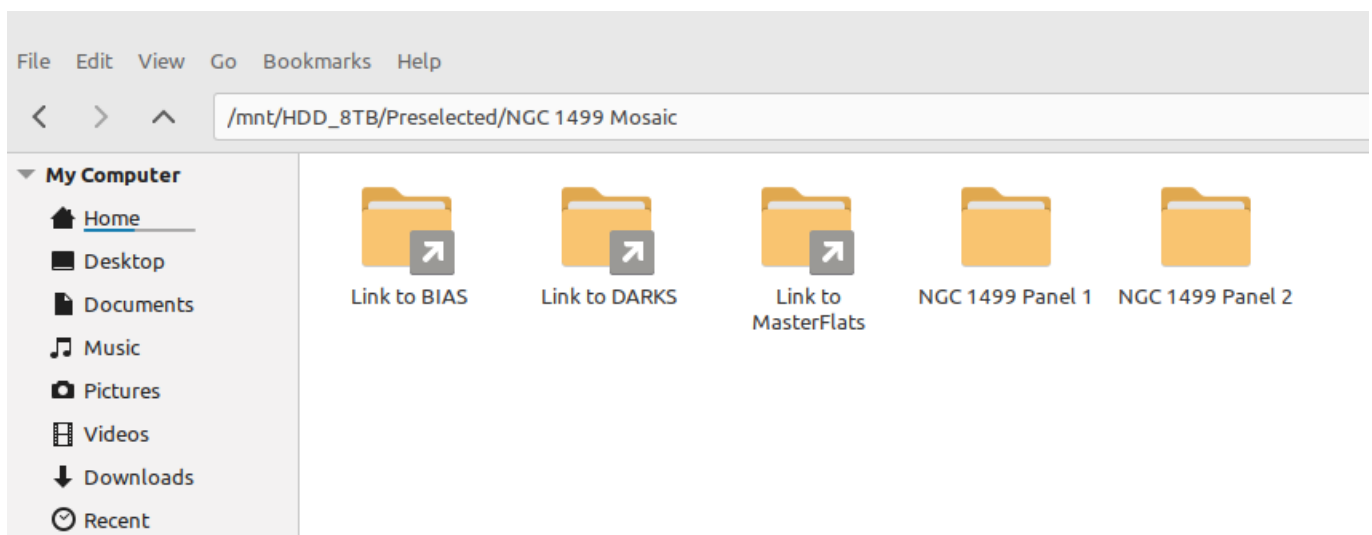 File Edit View Go Bookmarks Help
/mnt/HDD_8TB/Preselected/NGC 1499 Mosaic
My Computer
Home
Desktop
Documents
Music
Pictures
Videos
Downloads
Recent
Link to BIAS
Link to DARKS
Link to
MasterFlats
NGC 1499 Panel 1
NGC 1499 Panel 2